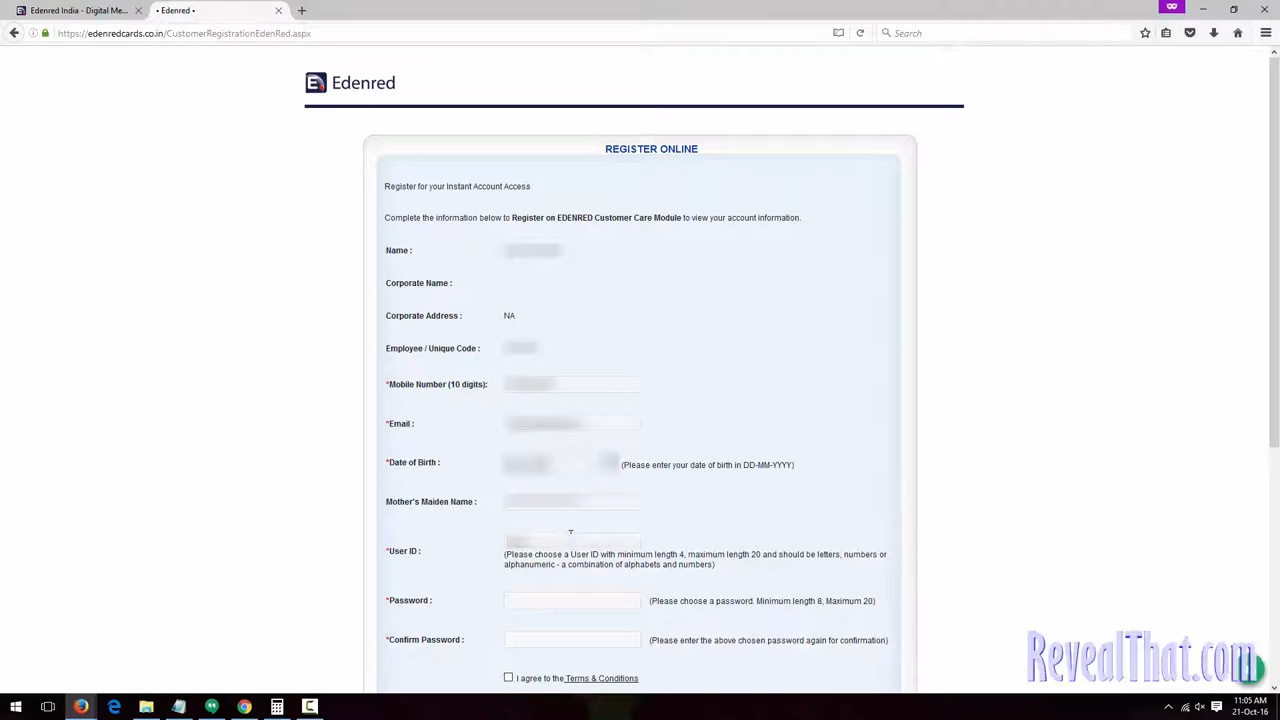 Edenred India - Digital Me...
• Edenred •
https://edenredcards.co.in/CustomerRegistrationEdenRed.aspx
Search
Edenred
REGISTER ONLINE
Register for your Instant Account Access
Complete the information below to Register on EDENRED Customer Care Module to view your account information.
Name :
Corporate Name :
Corporate Address : NA
Employee / Unique Code :
*Mobile Number (10 digits):
*Email :
*Date of Birth : (Please enter your date of birth in DD-MM-YYYY)
Mother's Maiden Name :
*User ID :
(Please choose a User ID with minimum length 4, maximum length 20 and should be letters, numbers or
alphanumeric - a combination of alphabets and numbers)
*Password : (Please choose a password. Minimum length 8, Maximum 20)
*Confirm Password : (Please enter the above chosen password again for confirmation)
I agree to the Terms & Conditions
RevealThat.com
11:05 AM
21-Oct-16